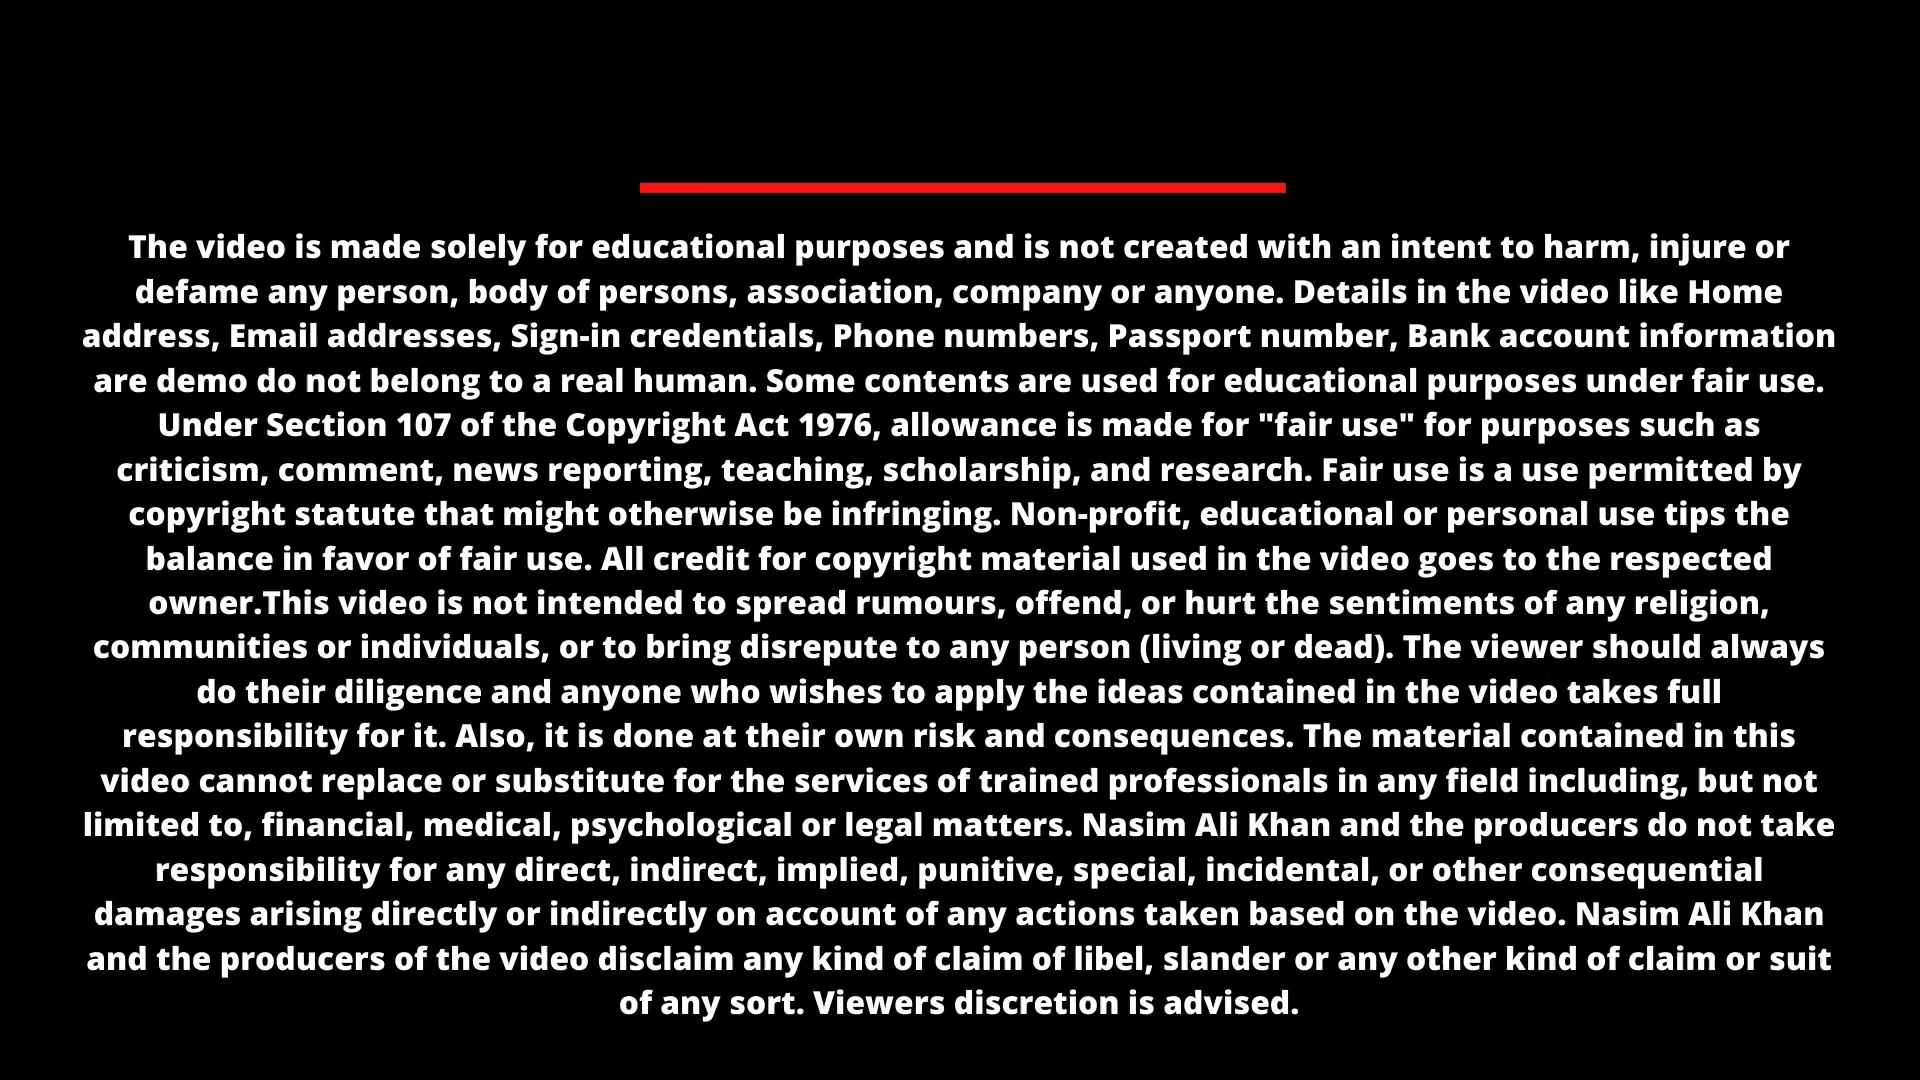 The video is made solely for educational purposes and is not created with an intent to harm, injure or
defame any person, body of persons, association, company or anyone. Details in the video like Home
address, Email addresses, Sign-in credentials, Phone numbers, Passport number, Bank account information
are demo do not belong to a real human. Some contents are used for educational purposes under fair use.
Under Section 107 of the Copyright Act 1976, allowance is made for "fair use" for purposes such as
criticism, comment, news reporting, teaching, scholarship, and research. Fair use is a use permitted by
copyright statute that might otherwise be infringing. Non-profit, educational or personal use tips the
balance in favor of fair use. All credit for copyright material used in the video goes to the respected
owner.This video is not intended to spread rumours, offend, or hurt the sentiments of any religion,
communities or individuals, or to bring disrepute to any person (living or dead). The viewer should always
do their diligence and anyone who wishes to apply the ideas contained in the video takes full
responsibility for it. Also, it is done at their own risk and consequences. The material contained in this
video cannot replace or substitute for the services of trained professionals in any field including, but not
limited to, financial, medical, psychological or legal matters. Nasim Ali Khan and the producers do not take
responsibility for any direct, indirect, implied, punitive, special, incidental, or other consequential
damages arising directly or indirectly on account of any actions taken based on the video. Nasim Ali Khan
and the producers of the video disclaim any kind of claim of libel, slander or any other kind of claim or suit
of any sort. Viewers discretion is advised.